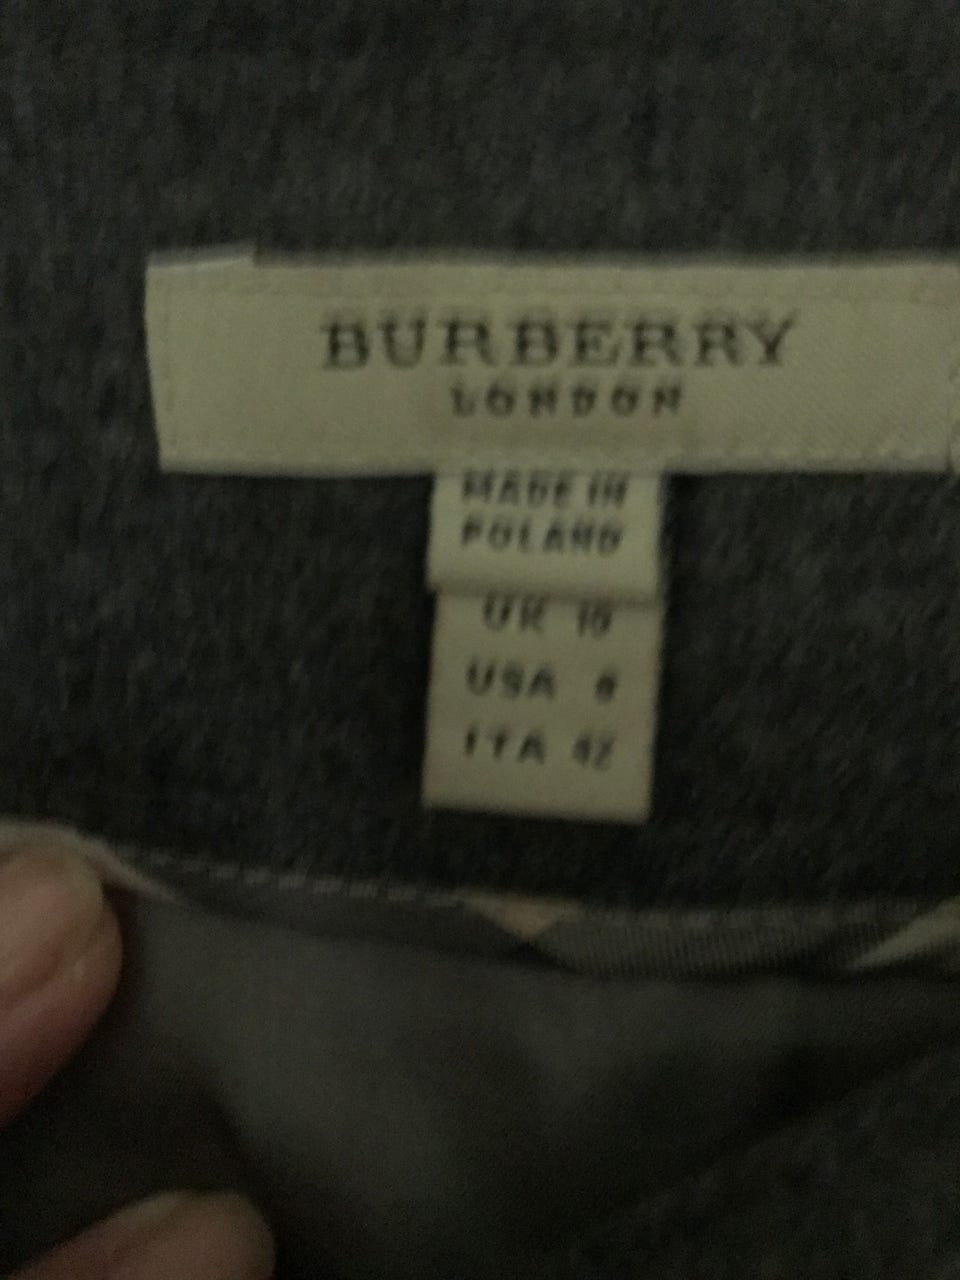 BURBERRY
LONDON
MADE IN
POLAND
UK 10
USA 8
ITA 42